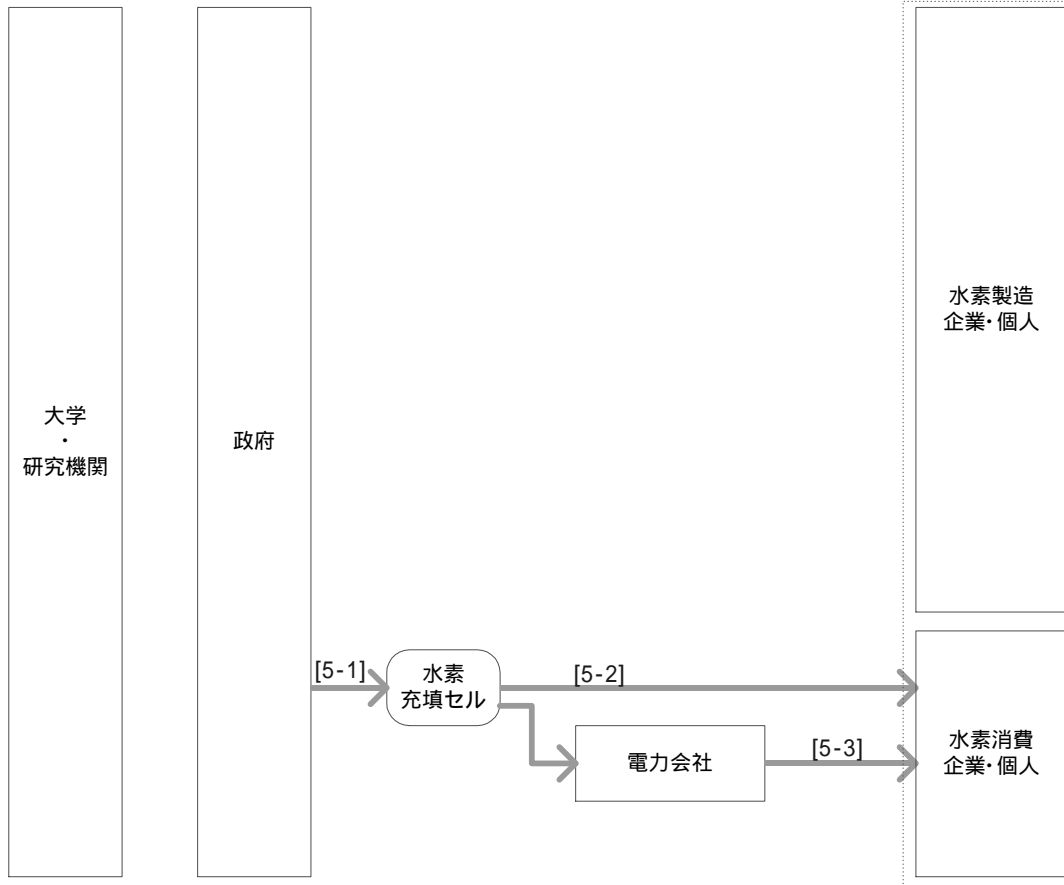 大学
・
研究機関
政府
水素製造
企業・個人
[5-1]
水素
充填セル
[5-2]
電力会社
[5-3]
水素消費
企業・個人